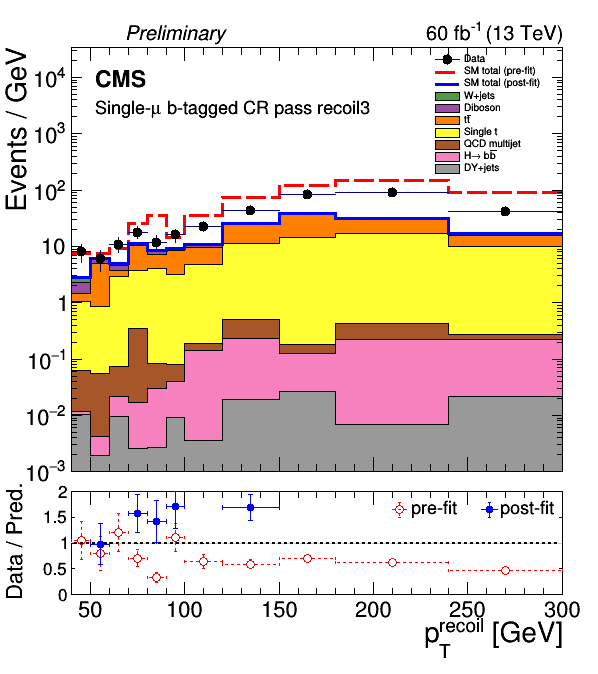 Preliminary
60 fb⁻¹ (13 TeV)
CMS
Single-μ b-tagged CR pass recoil3
Data
SM total (pre-fit)
SM total (post-fit)
W+jets
Diboson
tt̅
Single t
QCD multijet
H→ bb̅
DY+jets
Events / GeV
10⁴
10³
10²
10
1
10⁻¹
10⁻²
10⁻³
Data / Pred.
2
1.5
1
0.5
0
pre-fit
post-fit
50 100 150 200 250 300
p_T^recoil [GeV]